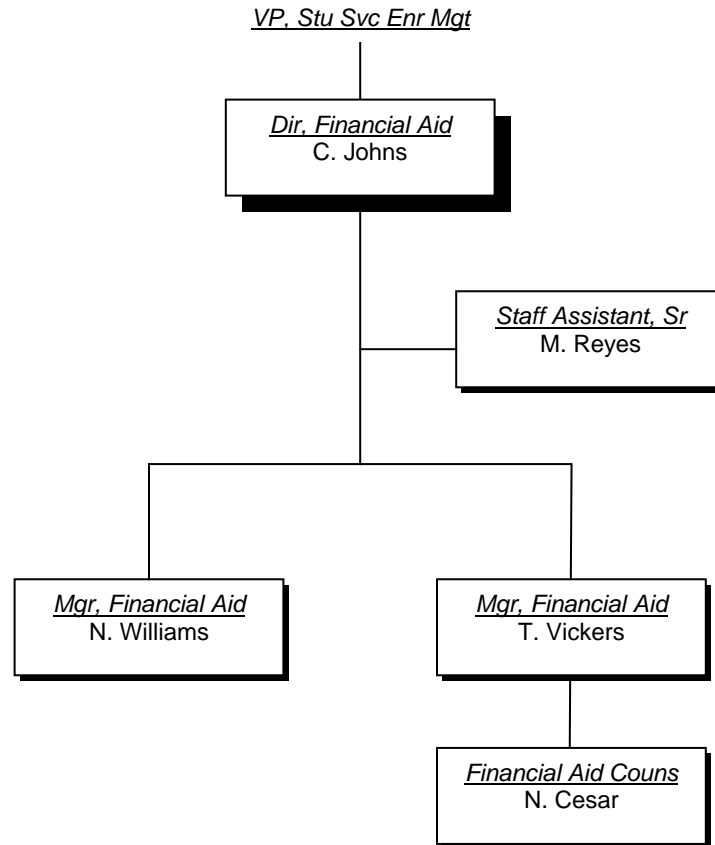 VP, Stu Svc Enr Mgt
Dir, Financial Aid
C. Johns
Staff Assistant, Sr
M. Reyes
Mgr, Financial Aid
N. Williams
Mgr, Financial Aid
T. Vickers
Financial Aid Couns
N. Cesar